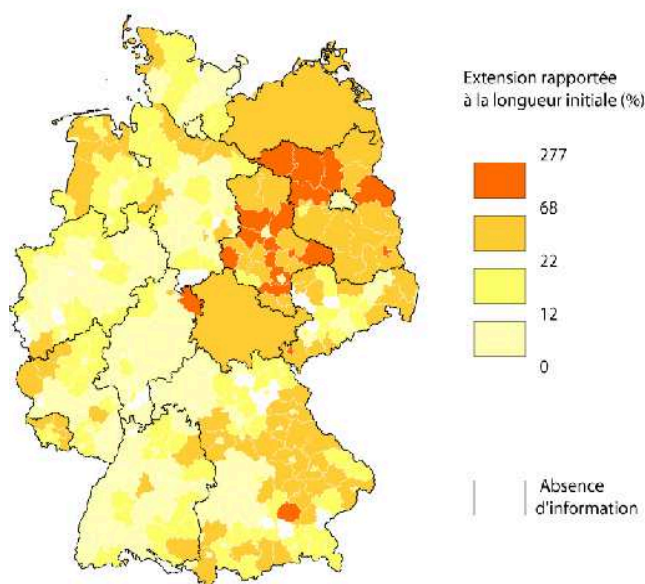 Extension rapportée
à la longueur initiale (%)
277
68
22
12
0
Absence
d'information